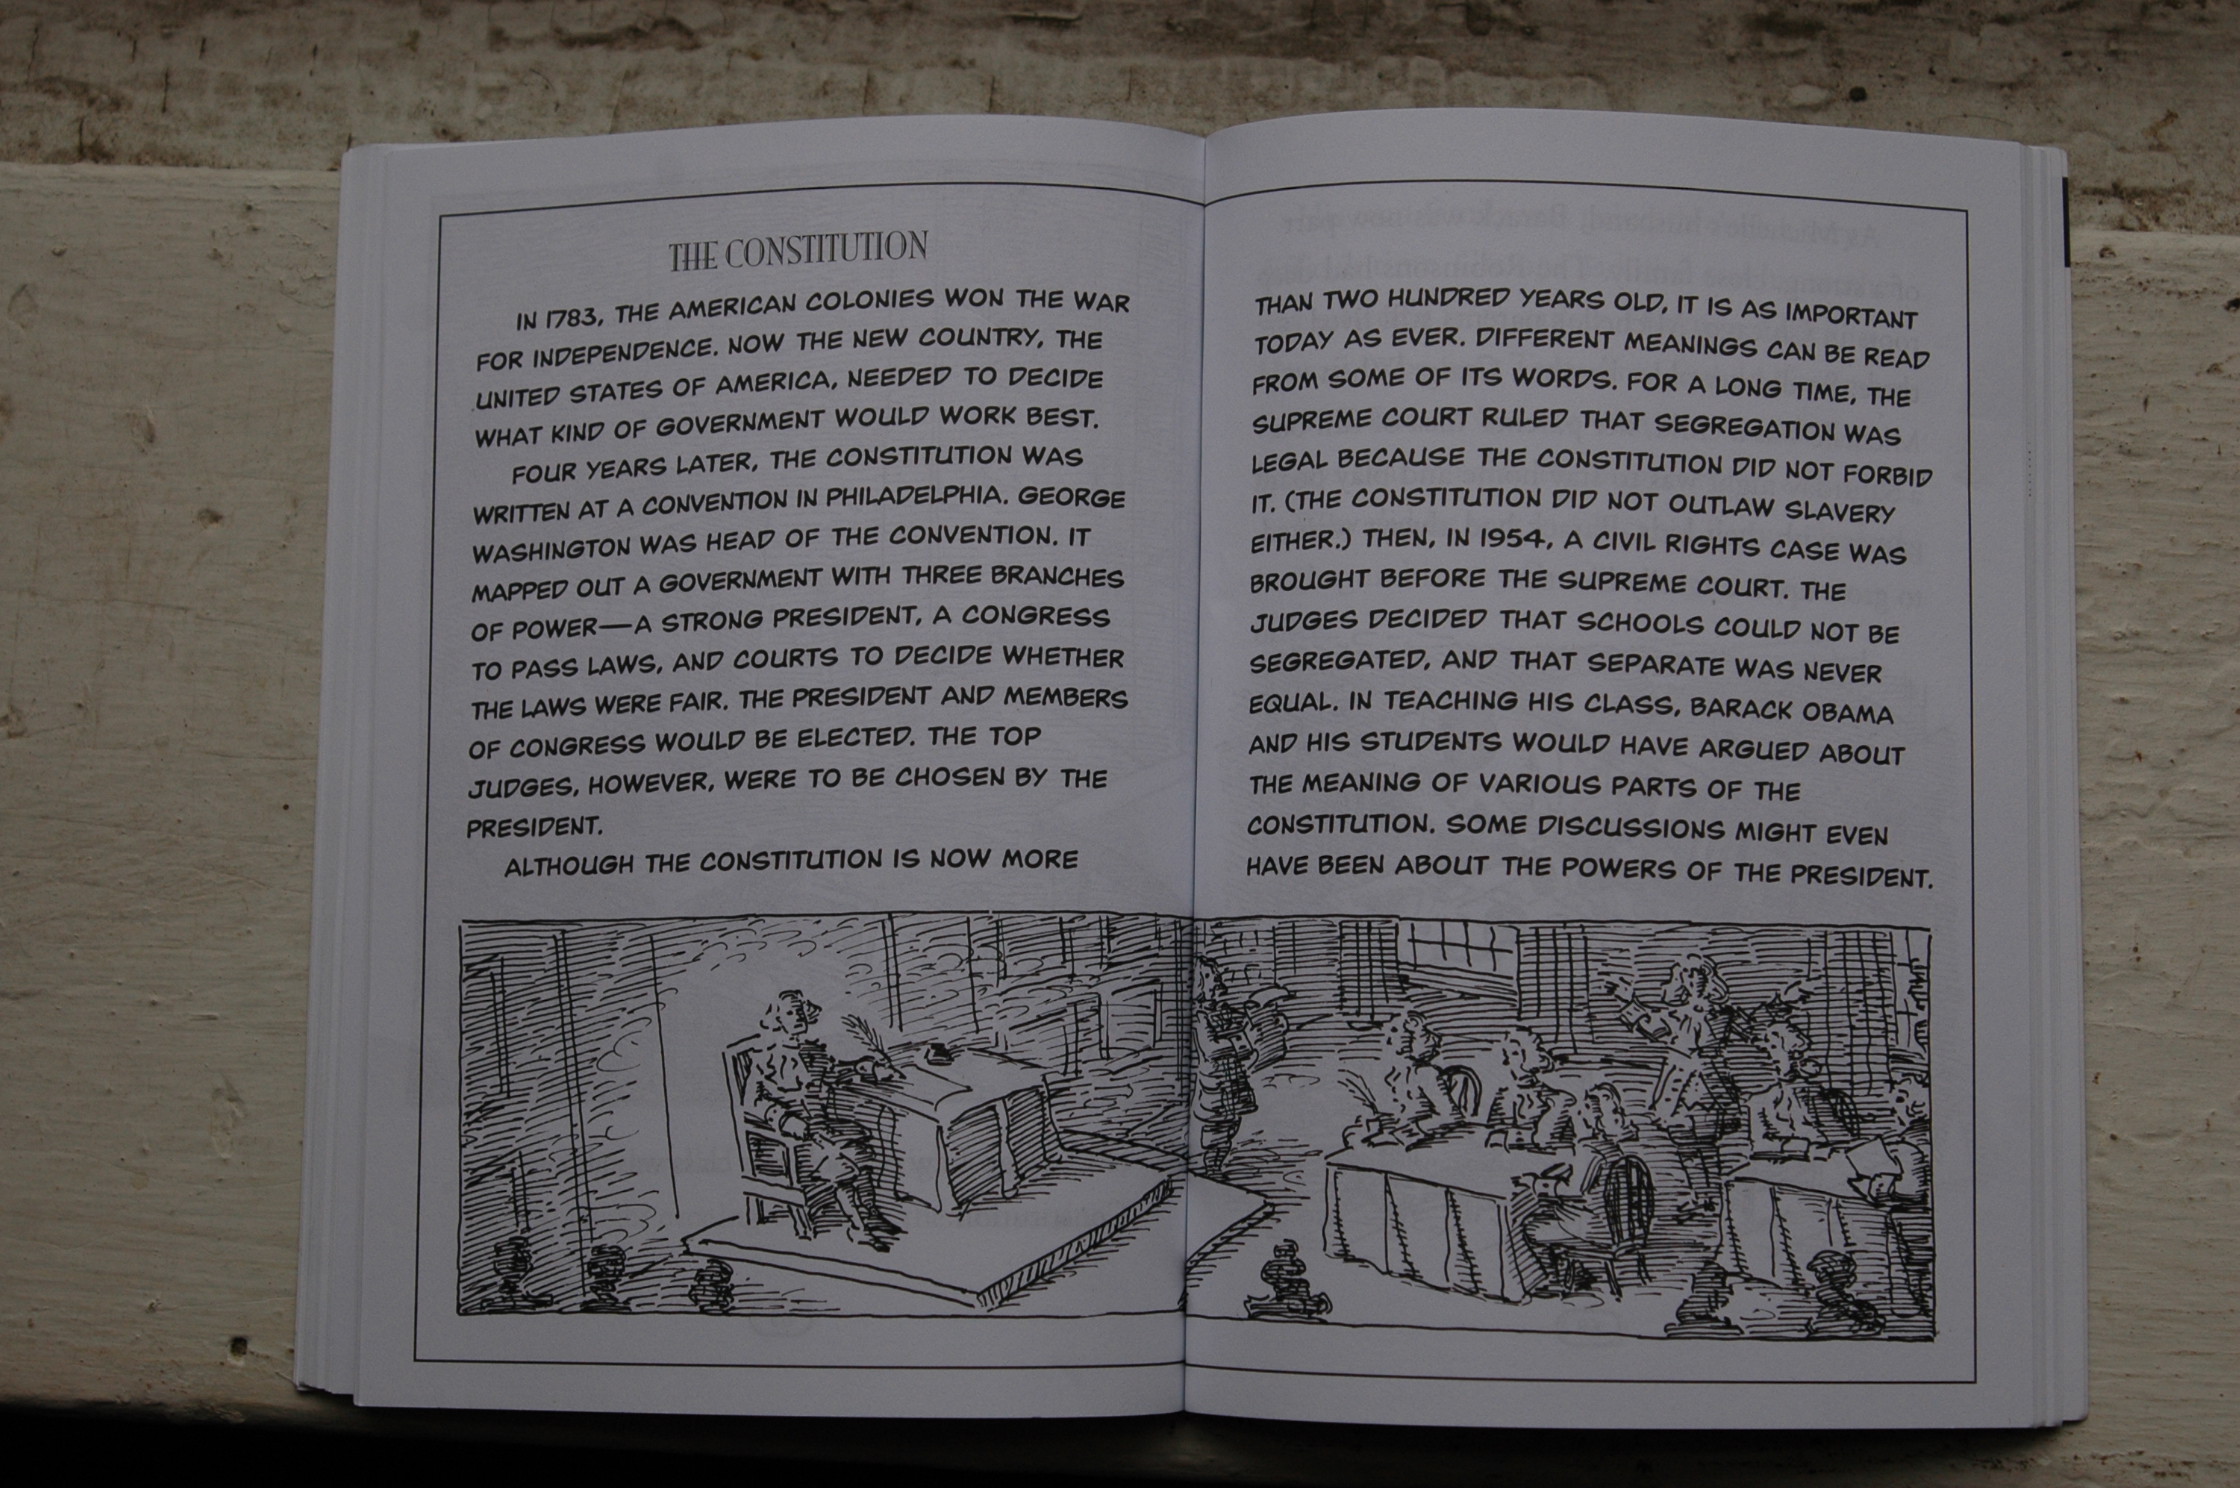 THE CONSTITUTION
IN 1783, THE AMERICAN COLONIES WON THE WAR
FOR INDEPENDENCE. NOW THE NEW COUNTRY, THE
UNITED STATES OF AMERICA, NEEDED TO DECIDE
WHAT KIND OF GOVERNMENT WOULD WORK BEST.
FOUR YEARS LATER, THE CONSTITUTION WAS
WRITTEN AT A CONVENTION IN PHILADELPHIA. GEORGE
WASHINGTON WAS HEAD OF THE CONVENTION. IT
MAPPED OUT A GOVERNMENT WITH THREE BRANCHES
OF POWER—A STRONG PRESIDENT, A CONGRESS
TO PASS LAWS, AND COURTS TO DECIDE WHETHER
THE LAWS WERE FAIR. THE PRESIDENT AND MEMBERS
OF CONGRESS WOULD BE ELECTED. THE TOP
JUDGES, HOWEVER, WERE TO BE CHOSEN BY THE
PRESIDENT.
ALTHOUGH THE CONSTITUTION IS NOW MORE
THAN TWO HUNDRED YEARS OLD, IT IS AS IMPORTANT
TODAY AS EVER. DIFFERENT MEANINGS CAN BE READ
FROM SOME OF ITS WORDS. FOR A LONG TIME, THE
SUPREME COURT RULED THAT SEGREGATION WAS
LEGAL BECAUSE THE CONSTITUTION DID NOT FORBID
IT. (THE CONSTITUTION DID NOT OUTLAW SLAVERY
EITHER.) THEN, IN 1954, A CIVIL RIGHTS CASE WAS
BROUGHT BEFORE THE SUPREME COURT. THE
JUDGES DECIDED THAT SCHOOLS COULD NOT BE
SEGREGATED, AND THAT SEPARATE WAS NEVER
EQUAL. IN TEACHING HIS CLASS, BARACK OBAMA
AND HIS STUDENTS WOULD HAVE ARGUED ABOUT
THE MEANING OF VARIOUS PARTS OF THE
CONSTITUTION. SOME DISCUSSIONS MIGHT EVEN
HAVE BEEN ABOUT THE POWERS OF THE PRESIDENT.